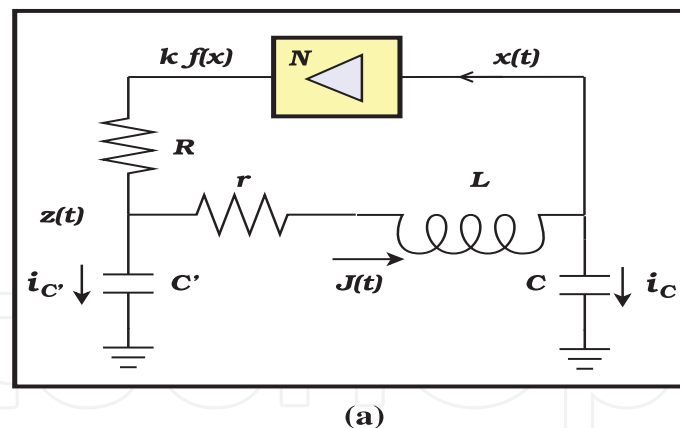 k f(x)
N
x(t)
R
r
L
z(t)
i_C'
C'
J(t)
C
i_C
(a)